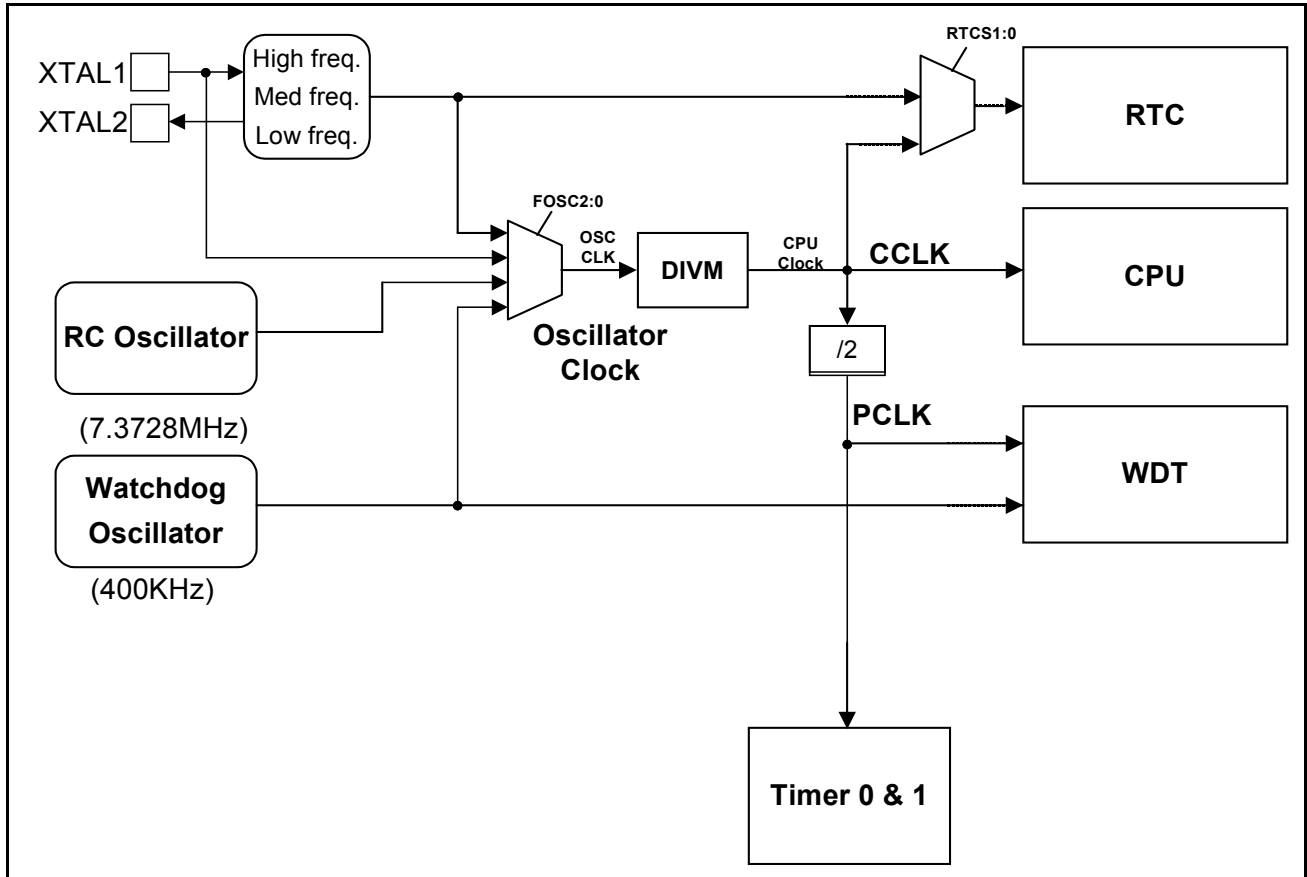 XTAL1
XTAL2
High freq.
Med freq.
Low freq.
RTCS1:0
RTC
FOSC2:0
OSC
CLK
DIVM
CPU
Clock
CCLK
CPU
RC Oscillator
(7.3728MHz)
Oscillator
Clock
/2
PCLK
WDT
Watchdog
Oscillator
(400KHz)
Timer 0 & 1